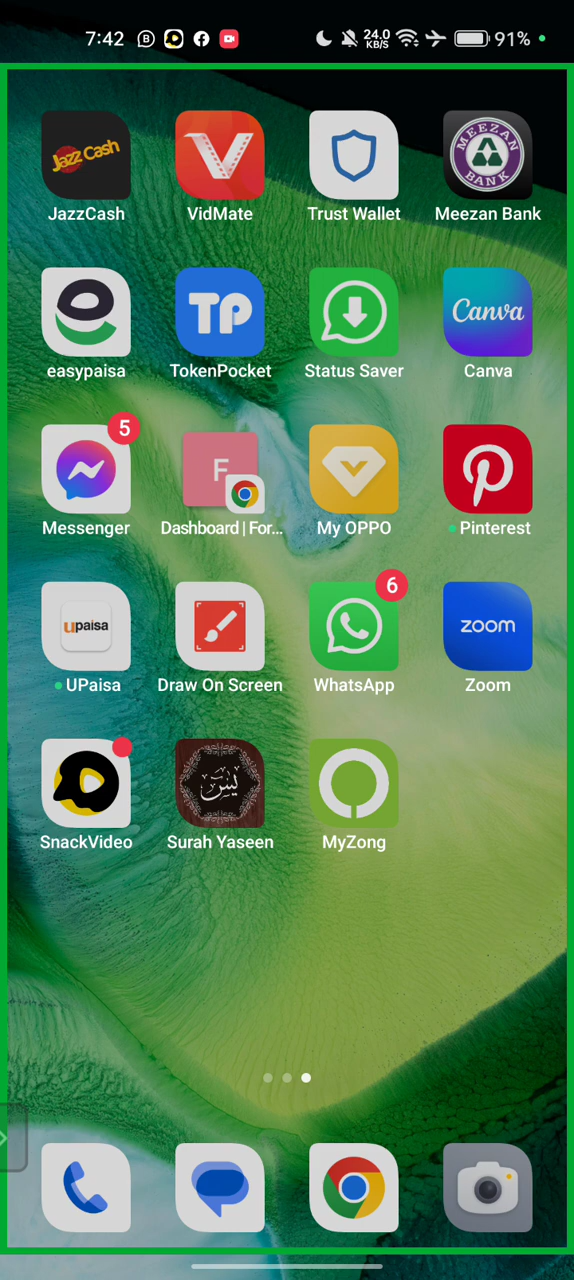 7:42 B 24.0 KB/S 91%
Jazz Cash MEEZAN BANK
JazzCash VidMate Trust Wallet Meezan Bank
TP Canva
easypaisa TokenPocket Status Saver Canva
5 F
Messenger Dashboard | For... My OPPO Pinterest
upaisa 6 zoom
UPaisa Draw On Screen WhatsApp Zoom
يس
SnackVideo Surah Yaseen MyZong